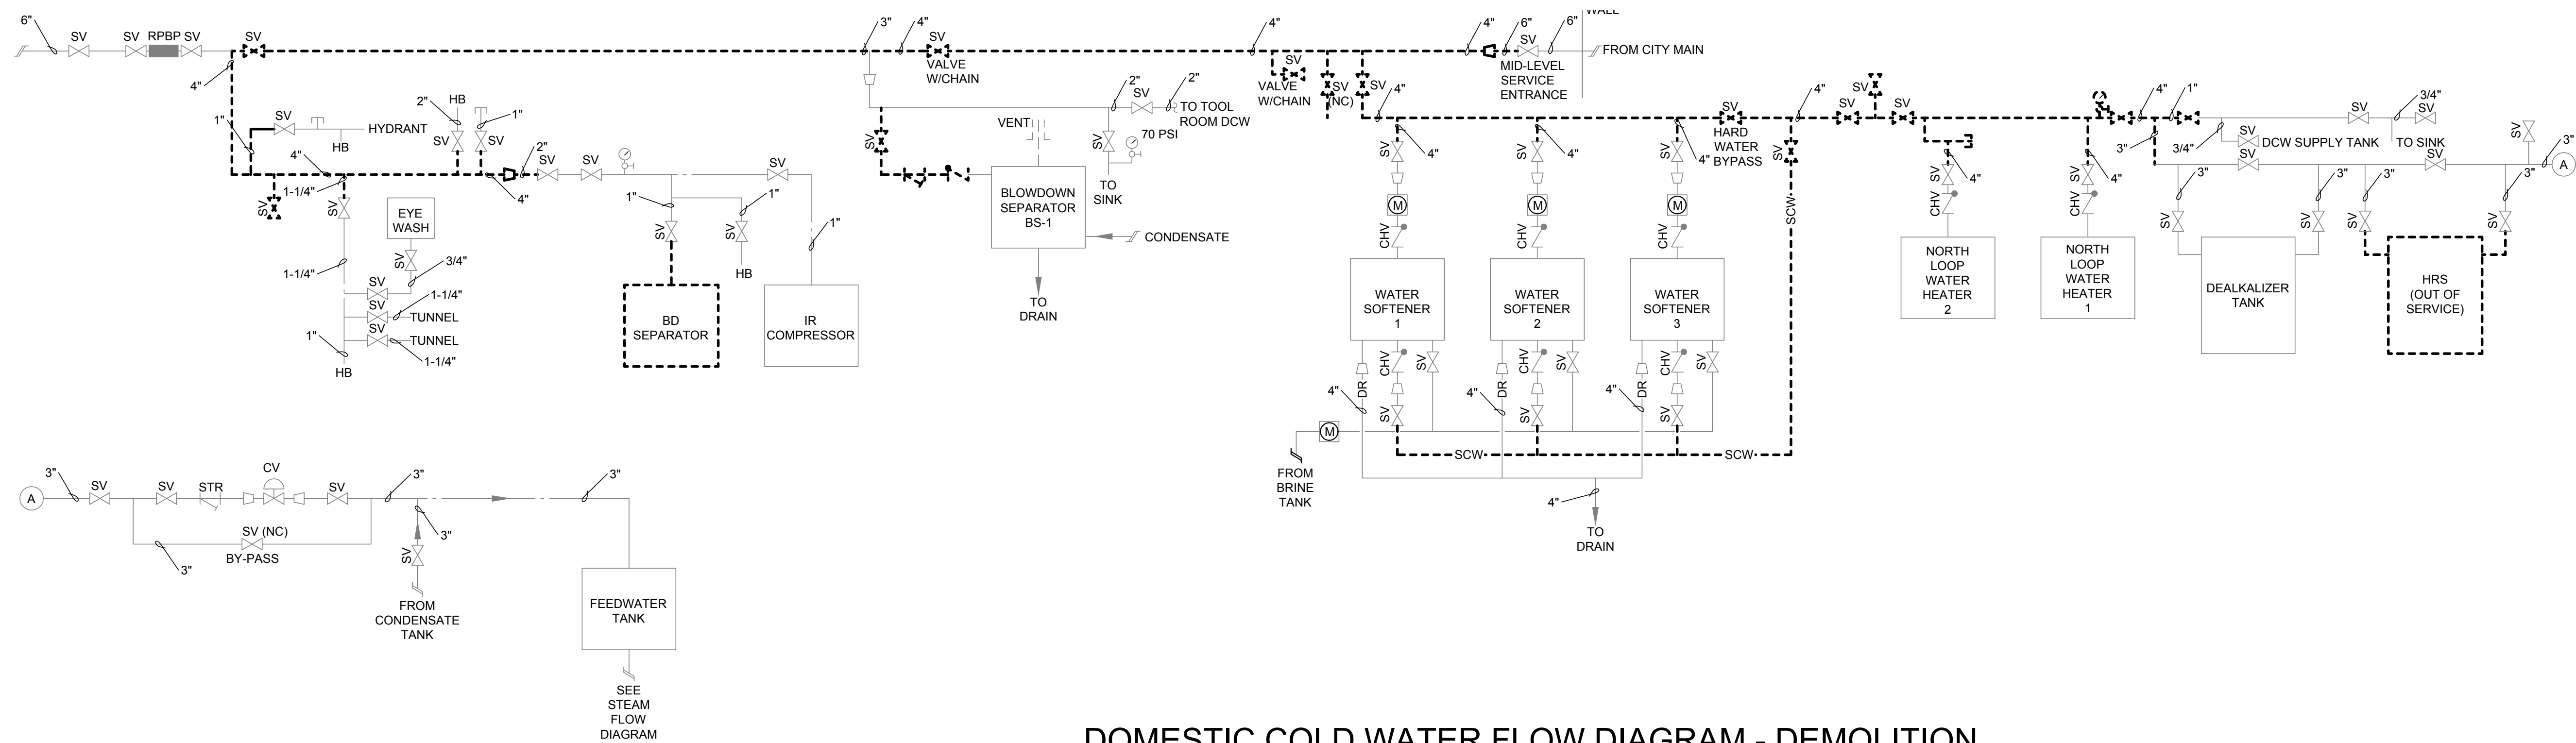 WALL
6"
SV
SV
RPBP
SV
SV
3"
4"
SV
4"
4"
6"
SV
6"
FROM CITY MAIN
VALVE
W/CHAIN
MID-LEVEL
SERVICE
ENTRANCE
4"
SV
VALVE
W/CHAIN
SV
(NC)
SV
2"
SV
2"
TO TOOL
ROOM DCW
VENT
SV
70 PSI
TO
SINK
2"
HB
1"
SV
SV
SV
HYDRANT
HB
1"
4"
1-1/4"
SV
SV
4"
2"
SV
SV
SV
SV
BLOWDOWN
SEPARATOR
BS-1
CONDENSATE
TO
DRAIN
EYE
WASH
SV
3/4"
1-1/4"
SV
SV
1-1/4"
TUNNEL
SV
TUNNEL
1-1/4"
1"
HB
1"
SV
1"
SV
HB
1"
BD
SEPARATOR
IR
COMPRESSOR
4"
SV
4"
SV
4"
SV
4"
SV
HARD
WATER
BYPASS
4"
SV
SCW
M
M
M
CHV
CHV
CHV
WATER
SOFTENER
1
WATER
SOFTENER
2
WATER
SOFTENER
3
CHV
SV
CHV
SV
CHV
SV
4"
DR
SV
4"
DR
SV
4"
DR
SV
M
SCW
SCW
FROM
BRINE
TANK
4"
TO
DRAIN
SV
SV
SV
4"
SV
CHV
NORTH
LOOP
WATER
HEATER
2
4"
SV
CHV
NORTH
LOOP
WATER
HEATER
1
SV
4"
1"
SV
3"
3/4"
SV
DCW SUPPLY TANK
SV
3/4"
SV
TO SINK
SV
3"
A
SV
SV
3"
SV
3"
SV
3"
SV
3"
SV
DEALKALIZER
TANK
HRS
(OUT OF
SERVICE)
A
3"
SV
SV
STR
CV
SV
3"
3"
SV (NC)
BY-PASS
3"
3"
SV
FROM
CONDENSATE
TANK
FEEDWATER
TANK
SEE
STEAM
FLOW
DIAGRAM
DOMESTIC COLD WATER FLOW DIAGRAM - DEMOLITION